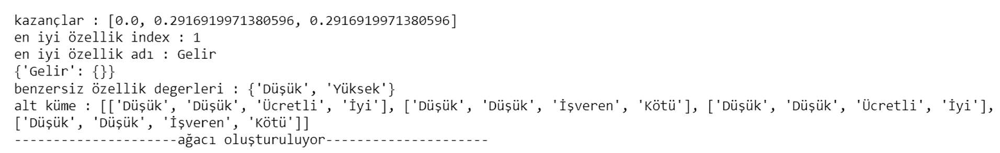 kazançlar : [0.0, 0.2916919971380596, 0.2916919971380596]
en iyi özellik index : 1
en iyi özellik adı : Gelir
{'Gelir': {}}
benzersiz özellik degerleri : {'Düşük', 'Yüksek'}
alt küme : [['Düşük', 'Düşük', 'Ücretli', 'İyi'], ['Düşük', 'Düşük', 'İşveren', 'Kötü'], ['Düşük', 'Düşük', 'Ücretli', 'İyi'],
['Düşük', 'Düşük', 'İşveren', 'Kötü']]
---------------------ağacı oluşturuluyor---------------------